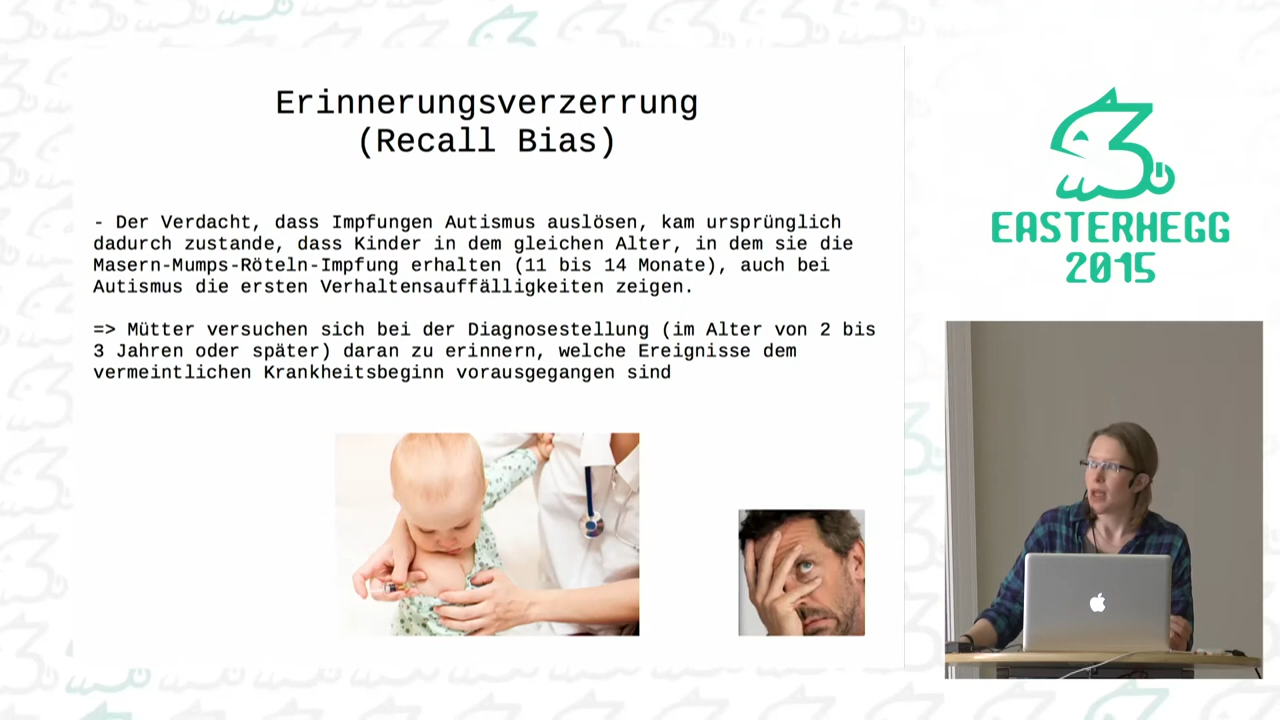 Erinnerungsverzerrung
(Recall Bias)
- Der Verdacht, dass Impfungen Autismus auslösen, kam ursprünglich
dadurch zustande, dass Kinder in dem gleichen Alter, in dem sie die
Masern-Mumps-Röteln-Impfung erhalten (11 bis 14 Monate), auch bei
Autismus die ersten Verhaltensauffälligkeiten zeigen.
=> Mütter versuchen sich bei der Diagnosestellung (im Alter von 2 bis
3 Jahren oder später) daran zu erinnern, welche Ereignisse dem
vermeintlichen Krankheitsbeginn vorausgegangen sind
EASTERHEGG
2015